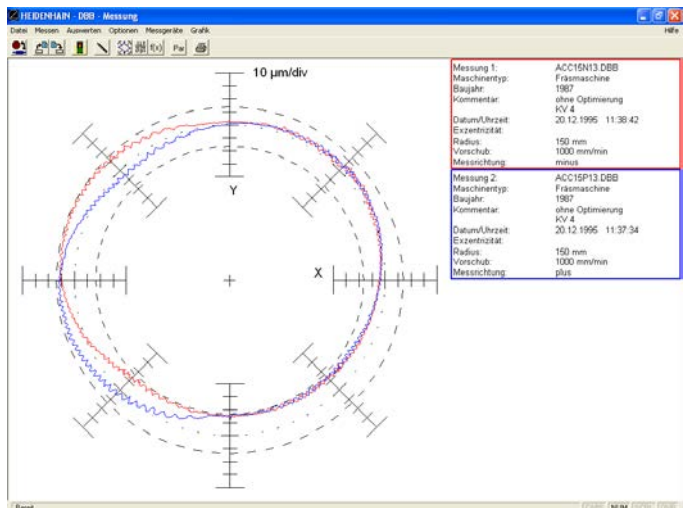 HEIDENHAIN - DBB - Messung
Datei Messen Auswerten Optionen Messgeräte Grafik Hilfe
f(x) Par
10 µm/div
Y
X
Messung 1: ACC15N13.DBB
Maschinentyp: Fräsmaschine
Baujahr: 1987
Kommentar: ohne Optimierung
KV 4
Datum/Uhrzeit: 20.12.1995 11:38:42
Exzentrizität:
Radius: 150 mm
Vorschub: 1000 mm/min
Messrichtung: minus
Messung 2: ACC15P13.DBB
Maschinentyp: Fräsmaschine
Baujahr: 1987
Kommentar: ohne Optimierung
KV 4
Datum/Uhrzeit: 20.12.1995 11:37:34
Exzentrizität:
Radius: 150 mm
Vorschub: 1000 mm/min
Messrichtung: plus
NUM